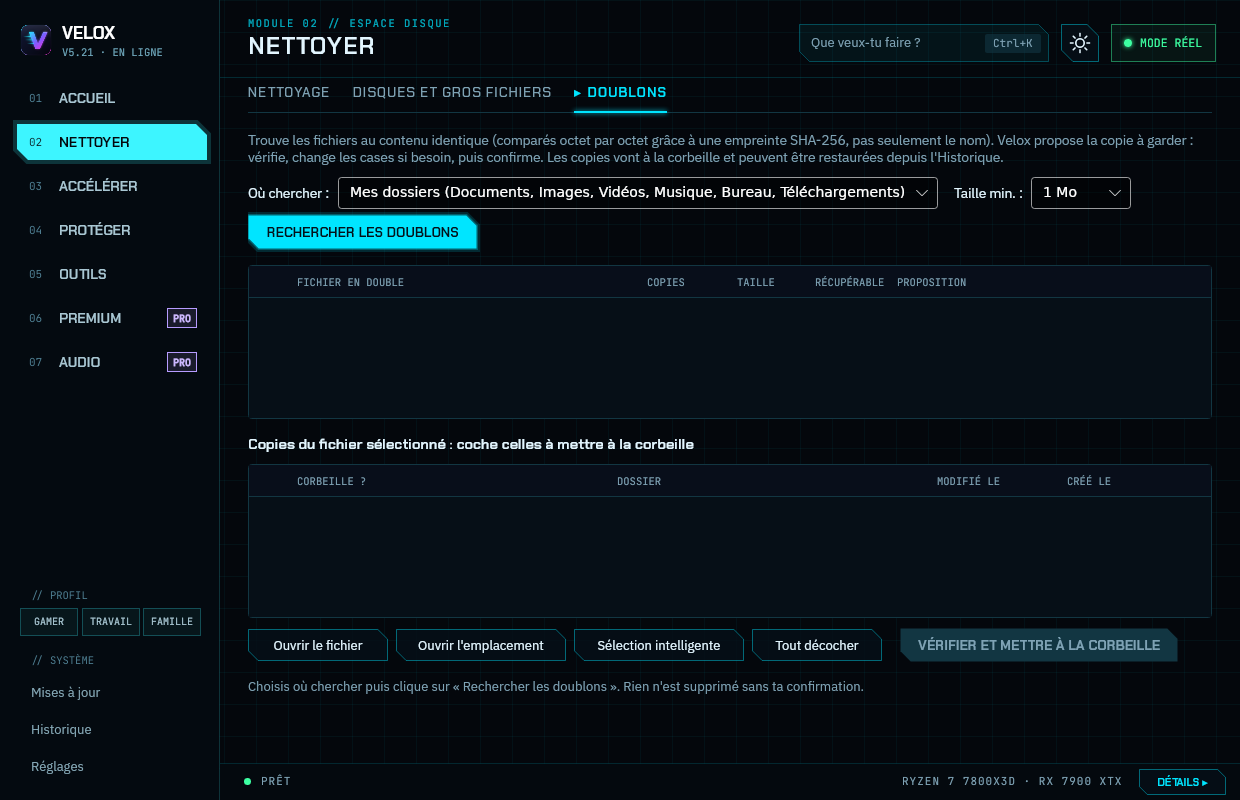 VELOX
V5.21 · EN LIGNE
01 ACCUEIL
02 NETTOYER
03 ACCÉLÉRER
04 PROTÉGER
05 OUTILS
06 PREMIUM PRO
07 AUDIO PRO
// PROFIL
GAMER TRAVAIL FAMILLE
// SYSTÈME
Mises à jour
Historique
Réglages
MODULE 02 // ESPACE DISQUE
NETTOYER
Que veux-tu faire ? Ctrl+K
MODE RÉEL
NETTOYAGE DISQUES ET GROS FICHIERS ▸ DOUBLONS
Trouve les fichiers au contenu identique (comparés octet par octet grâce à une empreinte SHA-256, pas seulement le nom). Velox propose la copie à garder :
vérifie, change les cases si besoin, puis confirme. Les copies vont à la corbeille et peuvent être restaurées depuis l'Historique.
Où chercher : Mes dossiers (Documents, Images, Vidéos, Musique, Bureau, Téléchargements) Taille min. : 1 Mo
RECHERCHER LES DOUBLONS
FICHIER EN DOUBLE COPIES TAILLE RÉCUPÉRABLE PROPOSITION
Copies du fichier sélectionné : coche celles à mettre à la corbeille
CORBEILLE ? DOSSIER MODIFIÉ LE CRÉÉ LE
Ouvrir le fichier Ouvrir l'emplacement Sélection intelligente Tout décocher VÉRIFIER ET METTRE À LA CORBEILLE
Choisis où chercher puis clique sur « Rechercher les doublons ». Rien n'est supprimé sans ta confirmation.
PRÊT RYZEN 7 7800X3D · RX 7900 XTX DÉTAILS ▸